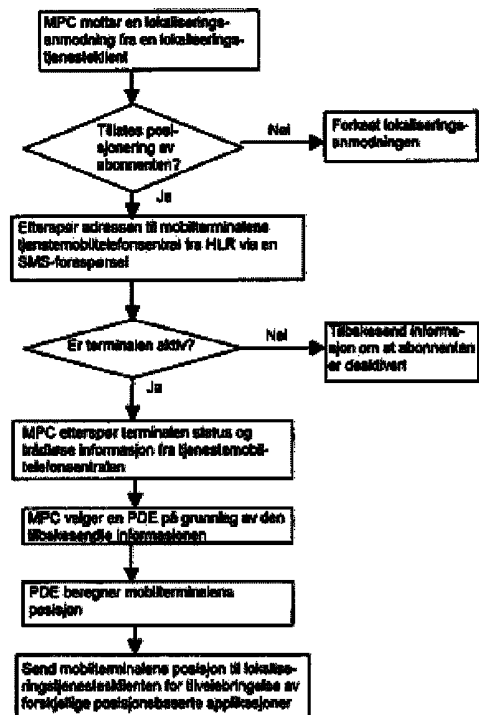 MPC mottar en lokaliserings-
anmodning fra en lokaliserings-
tjenesteklient
Tillates posi-
sjonering av
abonnenten?
Nei
Forkast lokaliserings-
anmodningen
Ja
Etterspør adressen til mobilterminalens
tjenstemobiltelefonsentral fra HLR via en
SMS-forespørsel
Er terminalen aktiv?
Nei
Tilbakesend informa-
sjon om at abonnenten
er deaktivert
Ja
MPC etterspør terminalen status og
trådløse informasjon fra tjenestemobil-
telefonsentralen
MPC velger en PDE på grunning av den
tilbakesendte informasjonen
PDE beregner mobilterminalens
posisjon
Send mobilterminalens posisjon til lokalise-
ringstjenestesklienten for tilveiebringelse av
forskjellige posisjonsbaserte applikasjoner